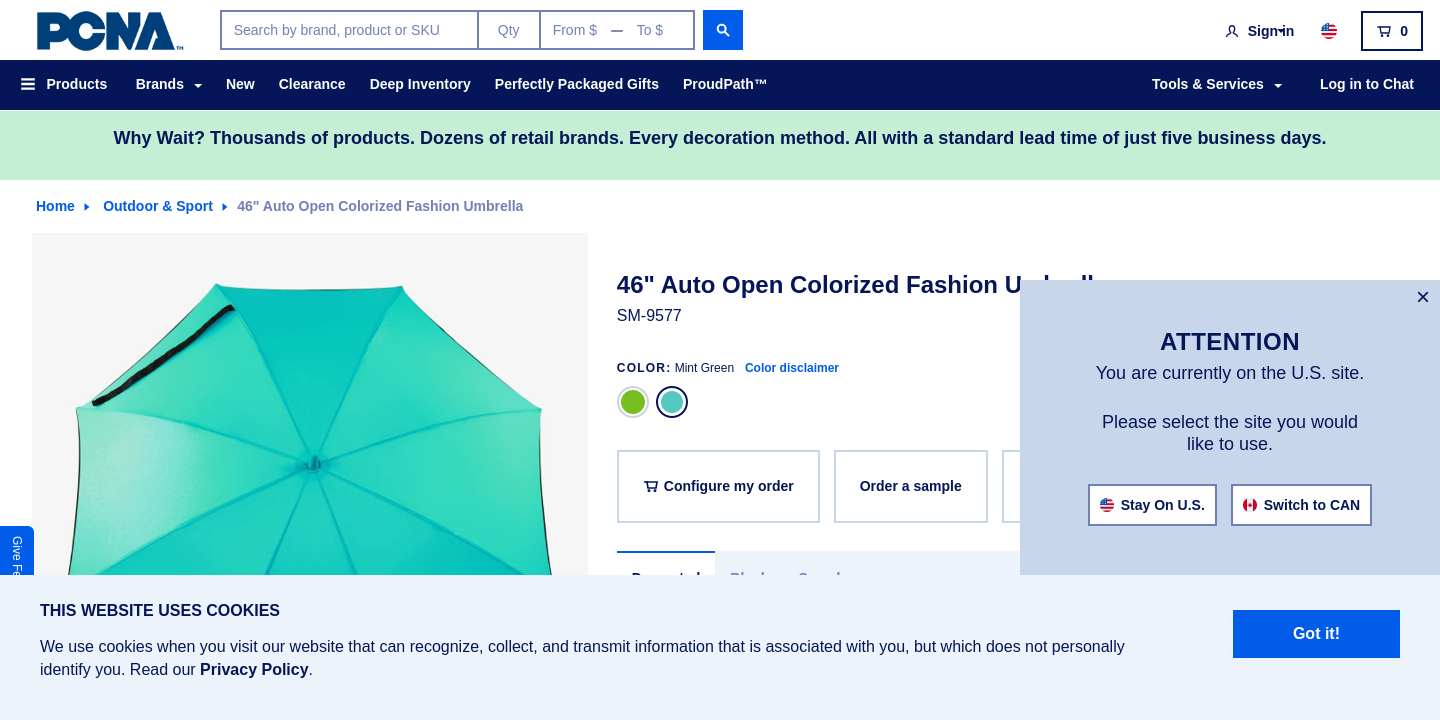 PCNA™
Search by brand, product or SKU
Qty
From $ — To $
Sign in
0
Products
Brands
New
Clearance
Deep Inventory
Perfectly Packaged Gifts
ProudPath™
Tools & Services
Log in to Chat
Why Wait? Thousands of products. Dozens of retail brands. Every decoration method. All with a standard lead time of just five business days.
Home
Outdoor & Sport
46" Auto Open Colorized Fashion Umbrella
46" Auto Open Colorized Fashion
SM-9577
COLOR: Mint Green Color disclaimer
Configure my order
Order a sample
×
ATTENTION
You are currently on the U.S. site.
Please select the site you would
like to use.
Stay On U.S.
Switch to CAN
Give
THIS WEBSITE USES COOKIES
We use cookies when you visit our website that can recognize, collect, and transmit information that is associated with you, but which does not personally
identify you. Read our Privacy Policy.
Got it!